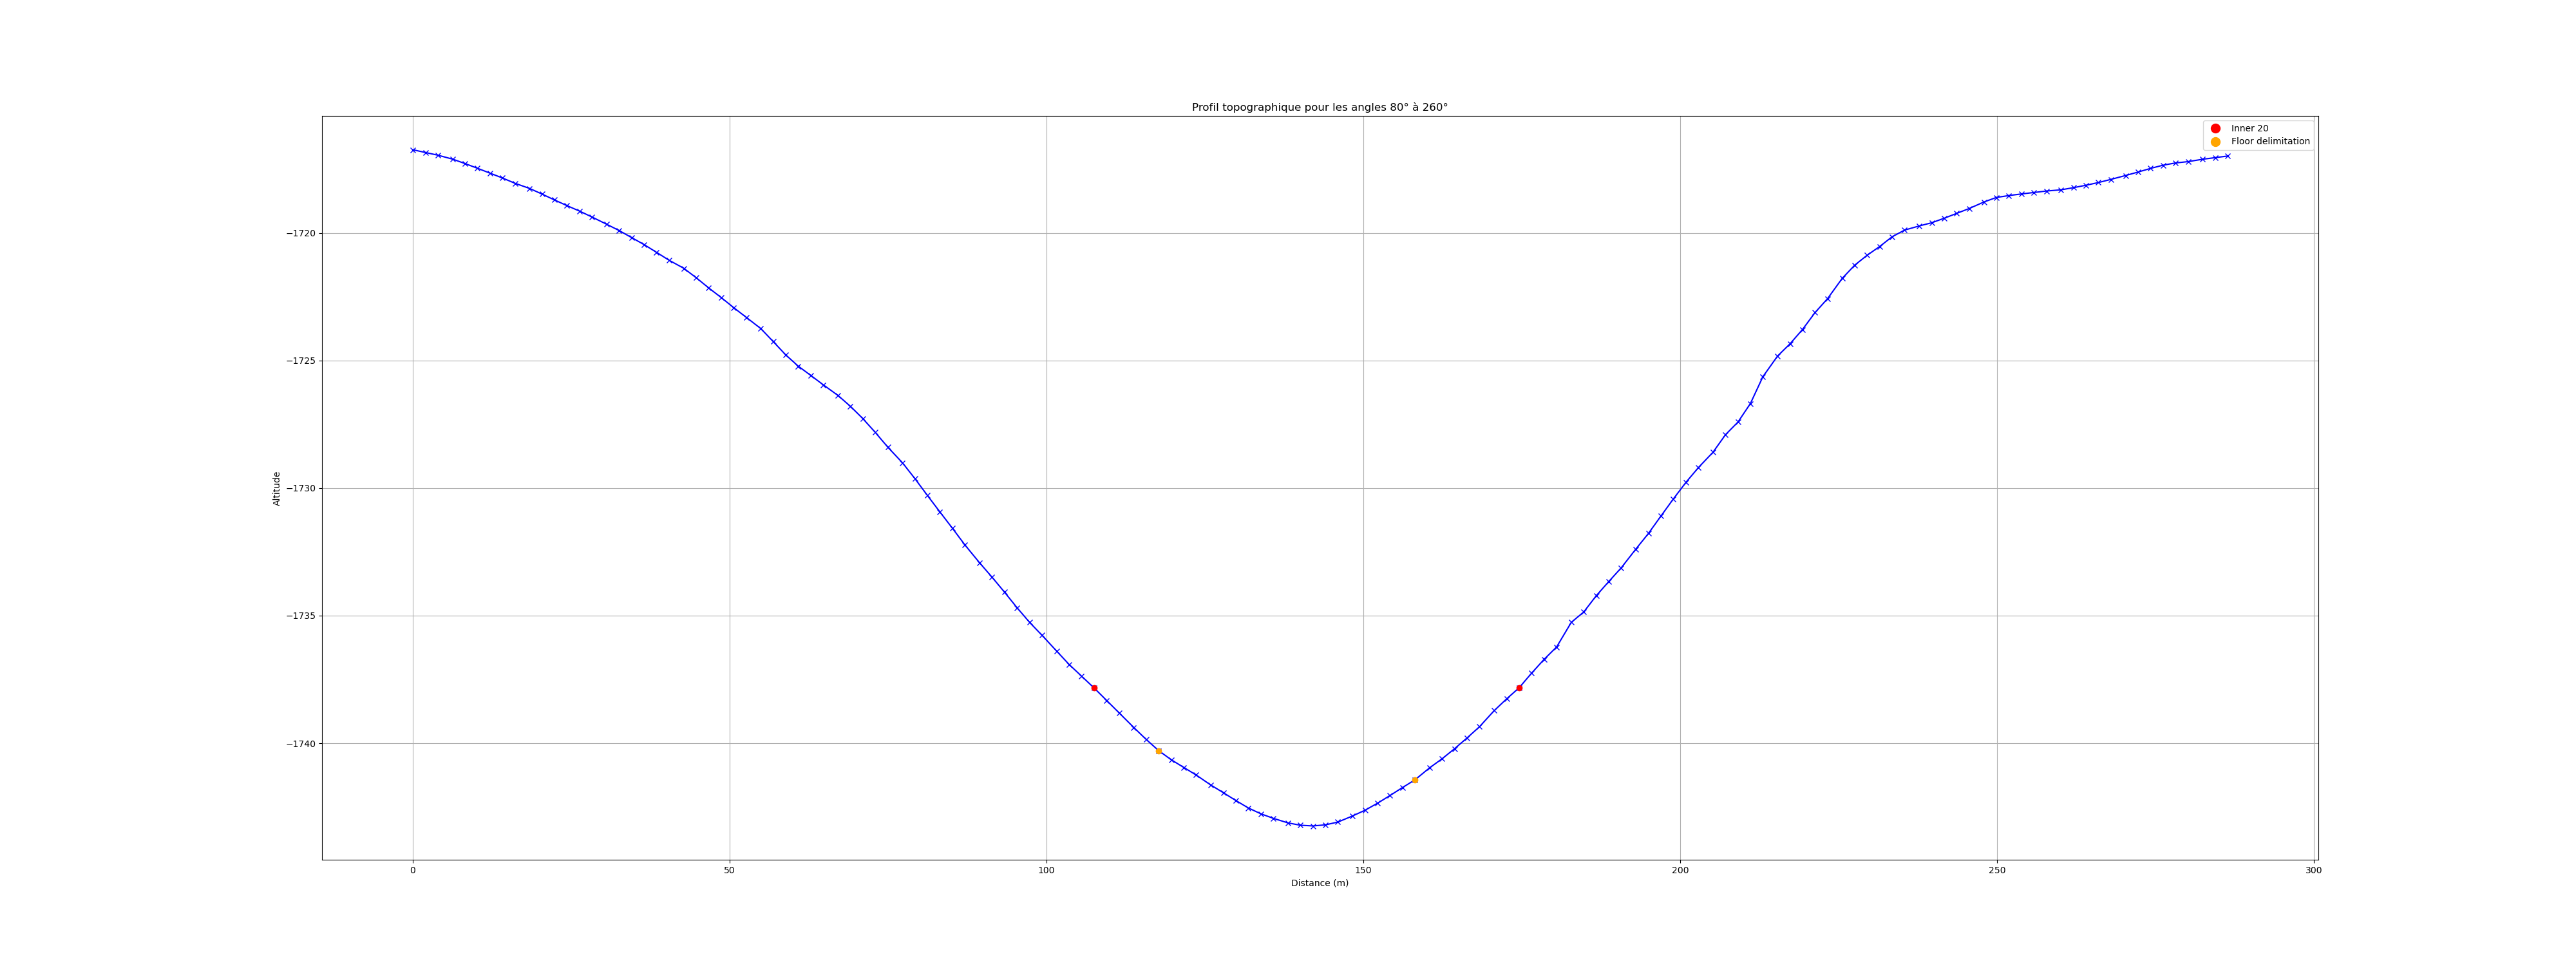 Profil topographique pour les angles 80° à 260°
Inner 20
Floor delimitation
Altitude
−1720
−1725
−1730
−1735
−1740
0 50 100 150 200 250 300
Distance (m)